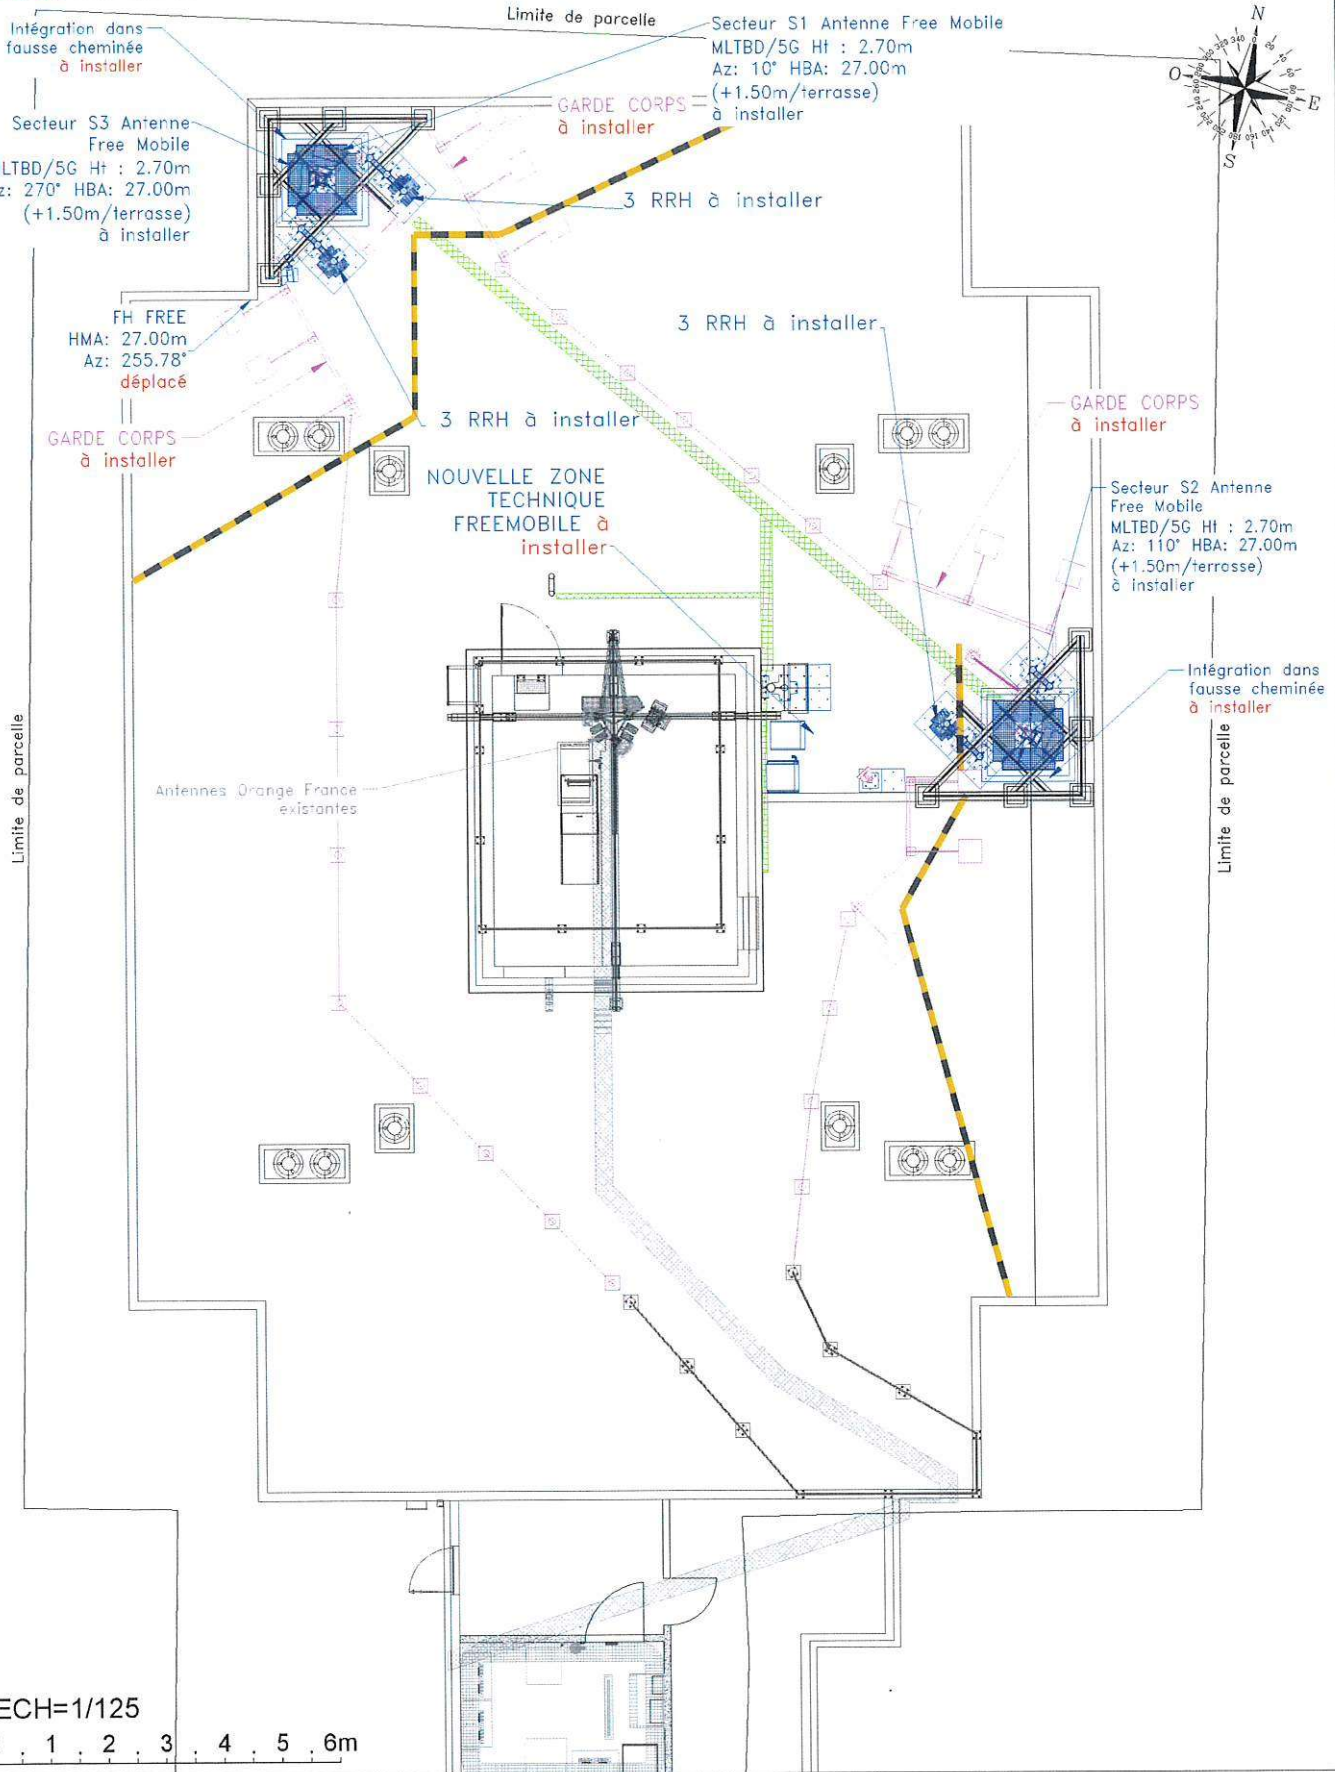 Limite de parcelle
Intégration dans
fausse cheminée
à installer
Secteur S3 Antenne
Free Mobile
LTBD/5G Ht : 2.70m
z: 270° HBA: 27.00m
(+1.50m/terrasse)
à installer
FH FREE
HMA: 27.00m
Az: 255.78°
déplacé
GARDE CORPS
à installer
Secteur S1 Antenne Free Mobile
MLTBD/5G Ht : 2.70m
Az: 10° HBA: 27.00m
(+1.50m/terrasse)
à installer
GARDE CORPS
à installer
3 RRH à installer
3 RRH à installer
3 RRH à installer
NOUVELLE ZONE
TECHNIQUE
FREEMOBILE à
installer
GARDE CORPS
à installer
Secteur S2 Antenne
Free Mobile
MLTBD/5G Ht : 2.70m
Az: 110° HBA: 27.00m
(+1.50m/terrasse)
à installer
Intégration dans
fausse cheminée
à installer
Antennes Orange France
existantes
Limite de parcelle
Limite de parcelle
N
O
E
S
ECH=1/125
1 2 3 4 5 6m